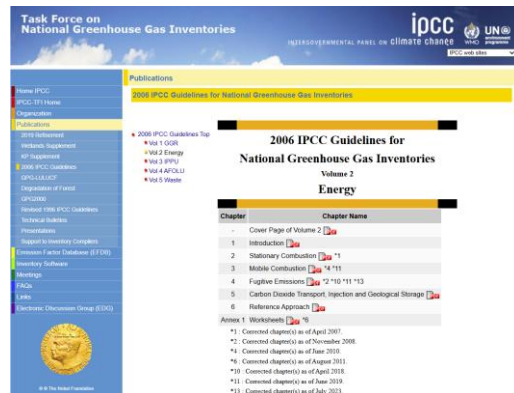 Task Force on
National Greenhouse Gas Inventories
ipcc
INTERGOVERNMENTAL PANEL ON climate change
WMO
UN
environment
programme
IPCC web sites
Publications
2006 IPCC Guidelines for National Greenhouse Gas Inventories
Home IPCC
IPCC-TFI Home
Organization
Publications
2019 Refinement
Wetlands Supplement
KP Supplement
2006 IPCC Guidelines
GPG-LULUCF
Degradation of Forest
GPG2000
Revised 1996 IPCC Guidelines
Technical Bulletins
Presentations
Support to Inventory Compilers
Emission Factor Database (EFDB)
Inventory Software
Meetings
FAQs
Links
Electronic Discussion Group (EDG)
® © The Nobel Foundation
2006 IPCC Guidelines Top
Vol 1 GGR
Vol 2 Energy
Vol 3 IPPU
Vol 4 AFOLU
Vol 5 Waste
2006 IPCC Guidelines for
National Greenhouse Gas Inventories
Volume 2
Energy
Chapter Chapter Name
- Cover Page of Volume 2
1 Introduction
2 Stationary Combustion *1
3 Mobile Combustion *4 *11
4 Fugitive Emissions *2 *10 *11 *13
5 Carbon Dioxide Transport, Injection and Geological Storage
6 Reference Approach
Annex 1 Worksheets *6
*1 : Corrected chapter(s) as of April 2007.
*2 : Corrected chapter(s) as of November 2008.
*4 : Corrected chapter(s) as of June 2010.
*6 : Corrected chapter(s) as of August 2011.
*10 : Corrected chapter(s) as of April 2018.
*11 : Corrected chapter(s) as of June 2019.
*13 : Corrected chapter(s) as of July 2023.